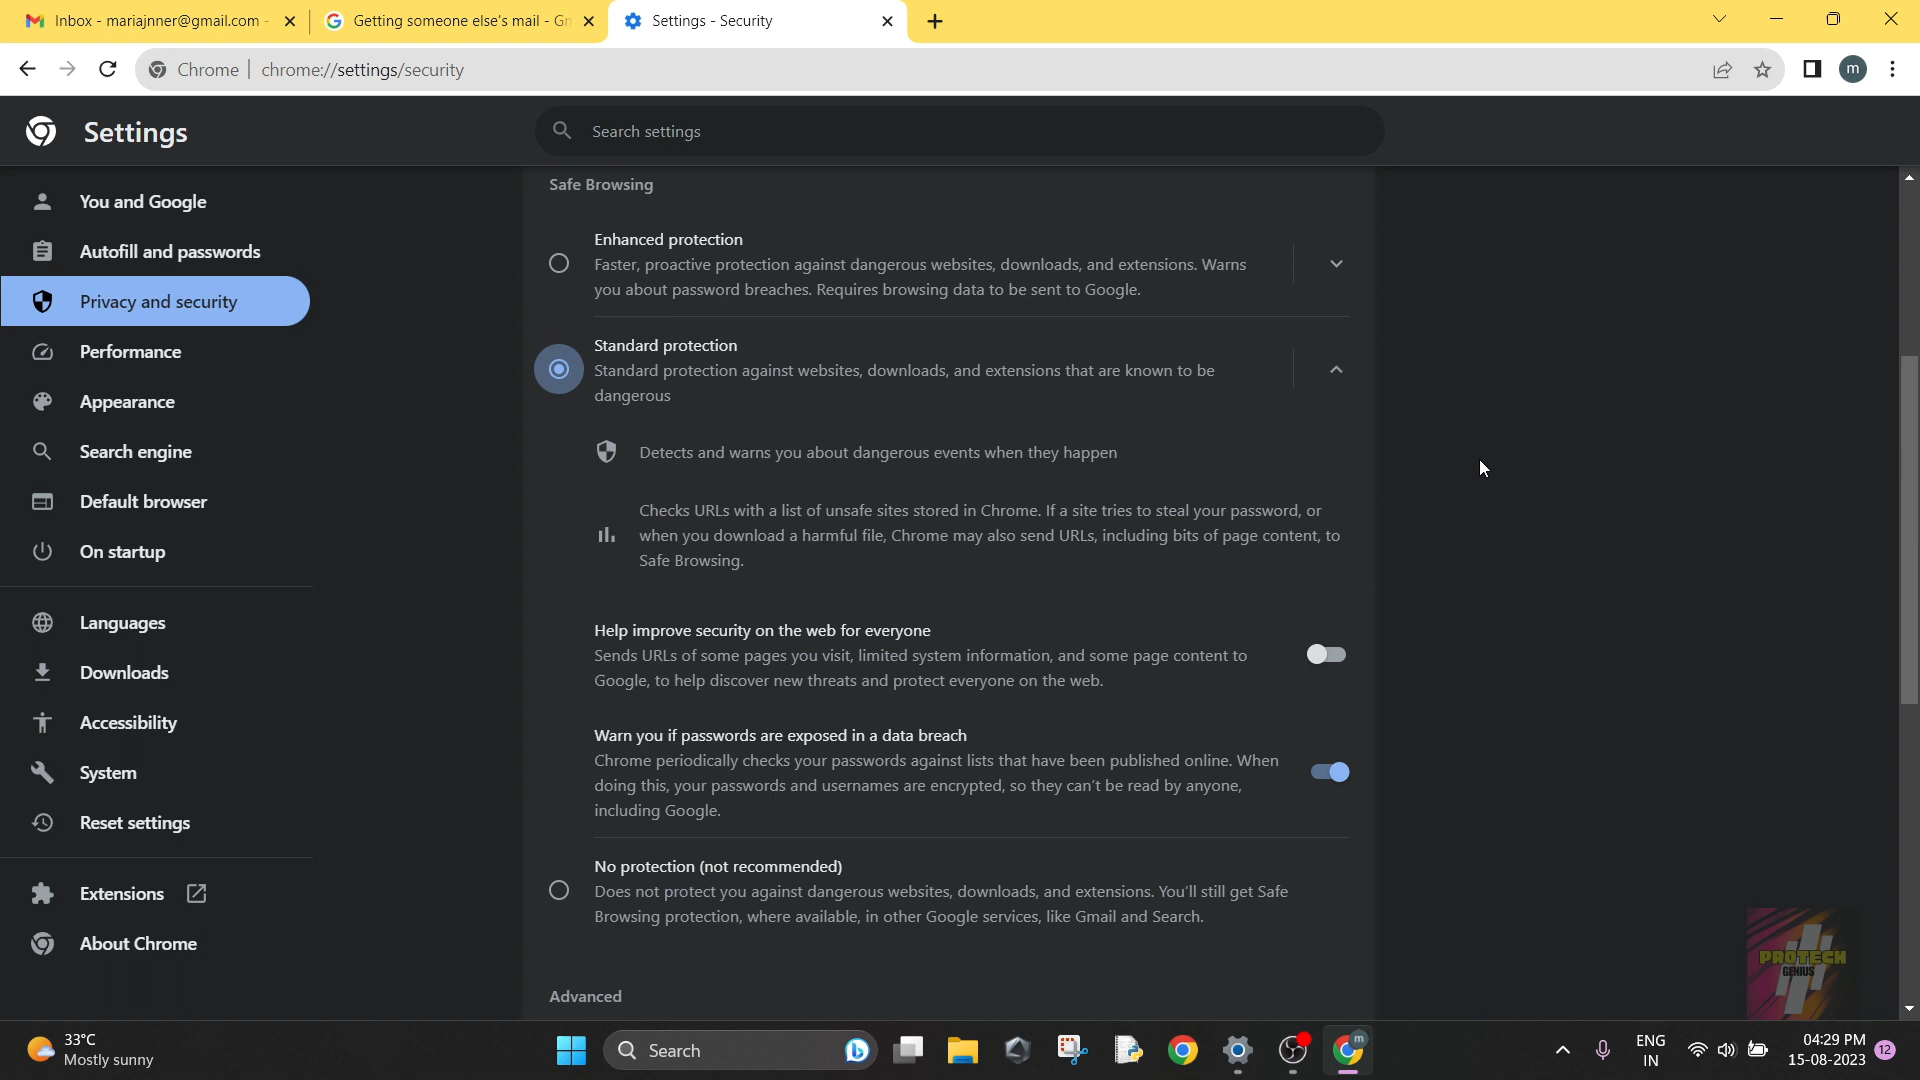 Inbox - mariajnner@gmail.com -
Getting someone else's mail - Gm
Settings - Security
Chrome
chrome://settings/security
m
Settings
Search settings
You and Google
Autofill and passwords
Privacy and security
Performance
Appearance
Search engine
Default browser
On startup
Languages
Downloads
Accessibility
System
Reset settings
Extensions
About Chrome
Safe Browsing
Enhanced protection
Faster, proactive protection against dangerous websites, downloads, and extensions. Warns
you about password breaches. Requires browsing data to be sent to Google.
Standard protection
Standard protection against websites, downloads, and extensions that are known to be
dangerous
Detects and warns you about dangerous events when they happen
Checks URLs with a list of unsafe sites stored in Chrome. If a site tries to steal your password, or
when you download a harmful file, Chrome may also send URLs, including bits of page content, to
Safe Browsing.
Help improve security on the web for everyone
Sends URLs of some pages you visit, limited system information, and some page content to
Google, to help discover new threats and protect everyone on the web.
Warn you if passwords are exposed in a data breach
Chrome periodically checks your passwords against lists that have been published online. When
doing this, your passwords and usernames are encrypted, so they can't be read by anyone,
including Google.
No protection (not recommended)
Does not protect you against dangerous websites, downloads, and extensions. You'll still get Safe
Browsing protection, where available, in other Google services, like Gmail and Search.
Advanced
PROTECH
GENIUS
33°C
Mostly sunny
Search
m
ENG
IN
04:29 PM
15-08-2023
12